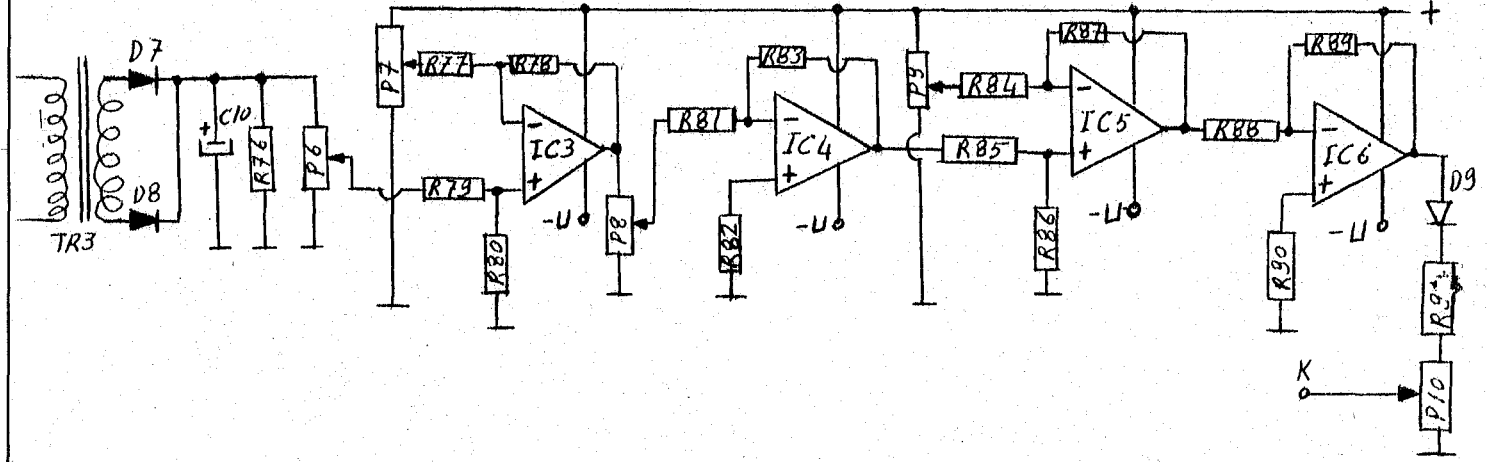 +
D7
P7
R77
R78
R83
P9
R84
R87
R89
C10
+
R76
P6
D8
TR3
R79
R80
-
+
IC3
-U
P8
R81
R82
-
+
IC4
-U
R85
R86
-
+
IC5
-U
R88
R90
-
+
IC6
-U
D9
K
P10